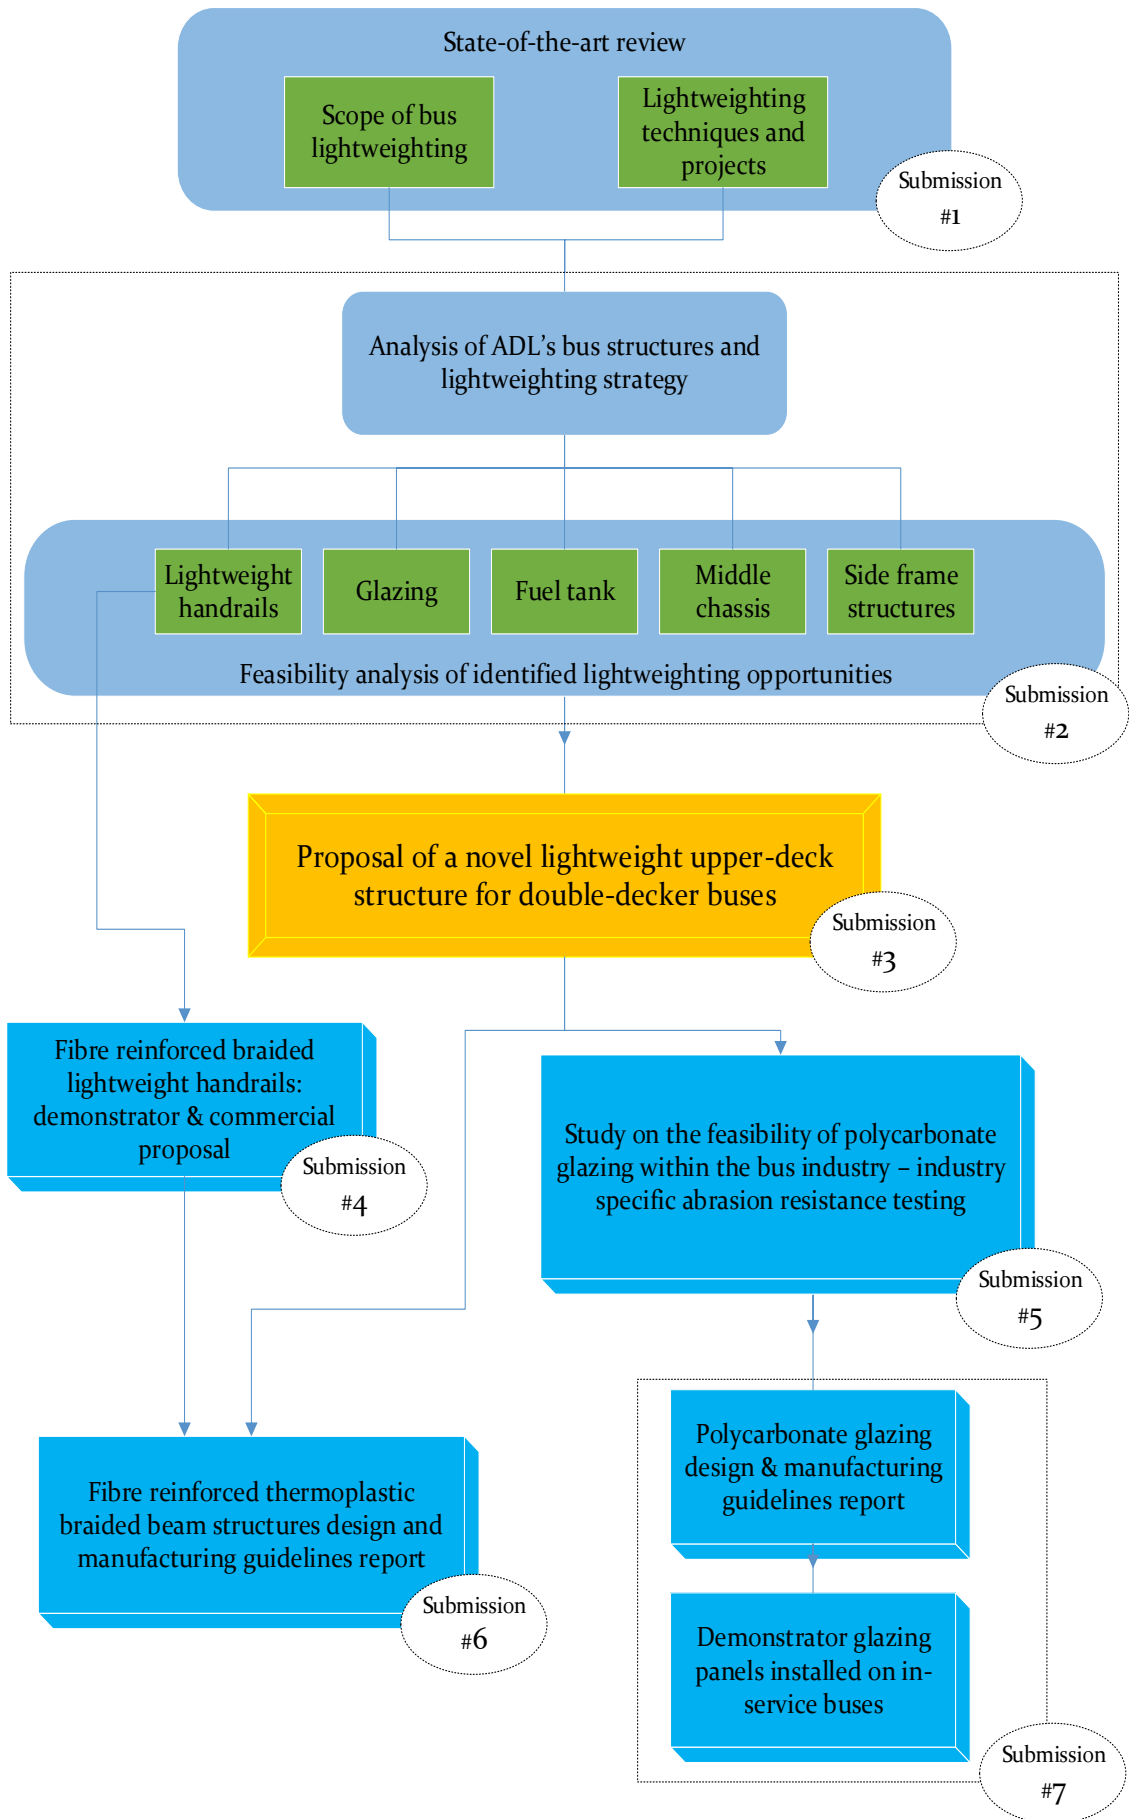 State-of-the-art review
Scope of bus
lightweighting
Lightweighting
techniques and
projects
Submission
#1
Analysis of ADL's bus structures and
lightweighting strategy
Lightweight
handrails
Glazing
Fuel tank
Middle
chassis
Side frame
structures
Feasibility analysis of identified lightweighting opportunities
Submission
#2
Proposal of a novel lightweight upper-deck
structure for double-decker buses
Submission
#3
Fibre reinforced braided
lightweight handrails:
demonstrator & commercial
proposal
Submission
#4
Study on the feasibility of polycarbonate
glazing within the bus industry – industry
specific abrasion resistance testing
Submission
#5
Fibre reinforced thermoplastic
braided beam structures design and
manufacturing guidelines report
Submission
#6
Polycarbonate glazing
design & manufacturing
guidelines report
Demonstrator glazing
panels installed on in-
service buses
Submission
#7